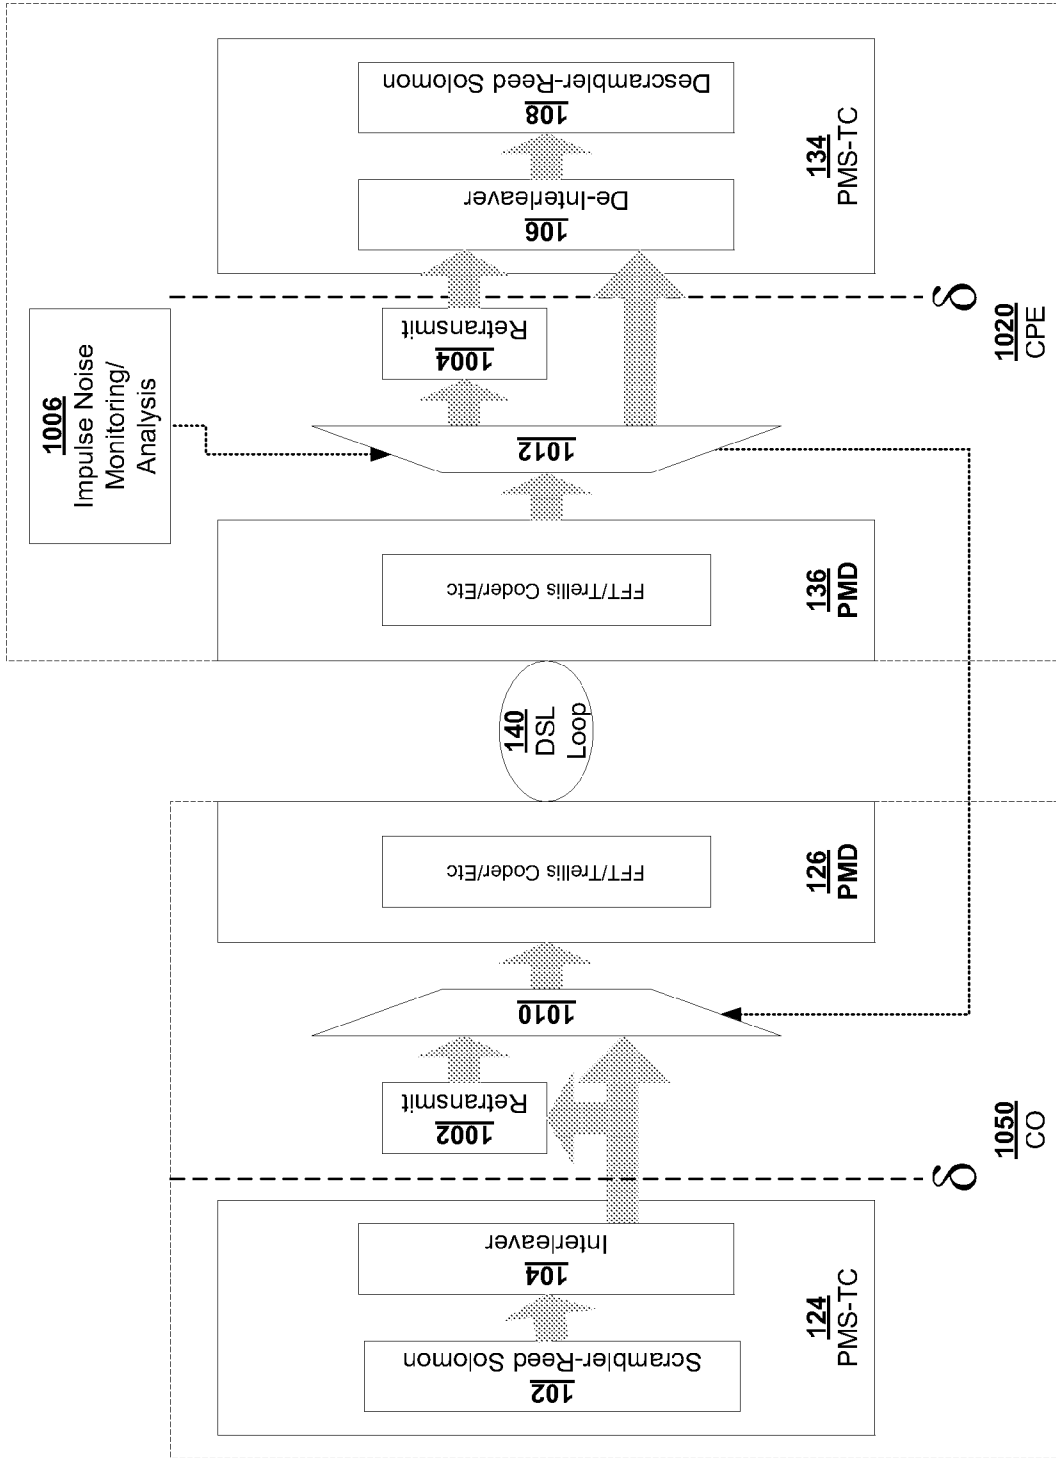 108
Descrambler-Reed Solomon
106
De-Interleaver
134
PMS-TC
1006
Impulse Noise
Monitoring/
Analysis
1004
Retransmit
δ
1020
CPE
1012
136
PMD
FFT/Trellis Coder/Etc
140
DSL
Loop
126
PMD
FFT/Trellis Coder/Etc
1010
1002
Retransmit
δ
1050
CO
104
Interleaver
102
Scrambler-Reed Solomon
124
PMS-TC